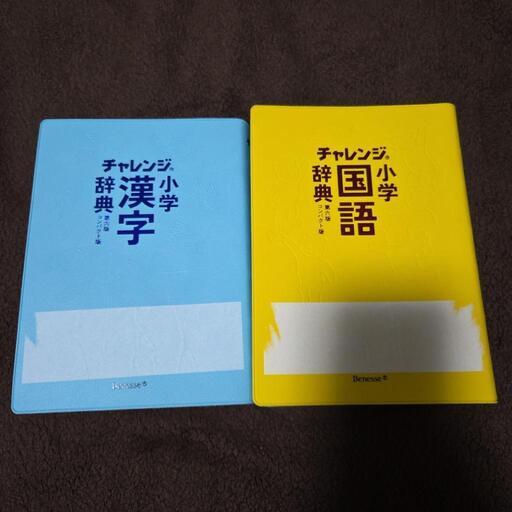 チャレンジ®
小学
漢字
辞典
第六版
コンパクト版
Benesse
チャレンジ®
小学
国語
辞典
第六版
コンパクト版
Benesse